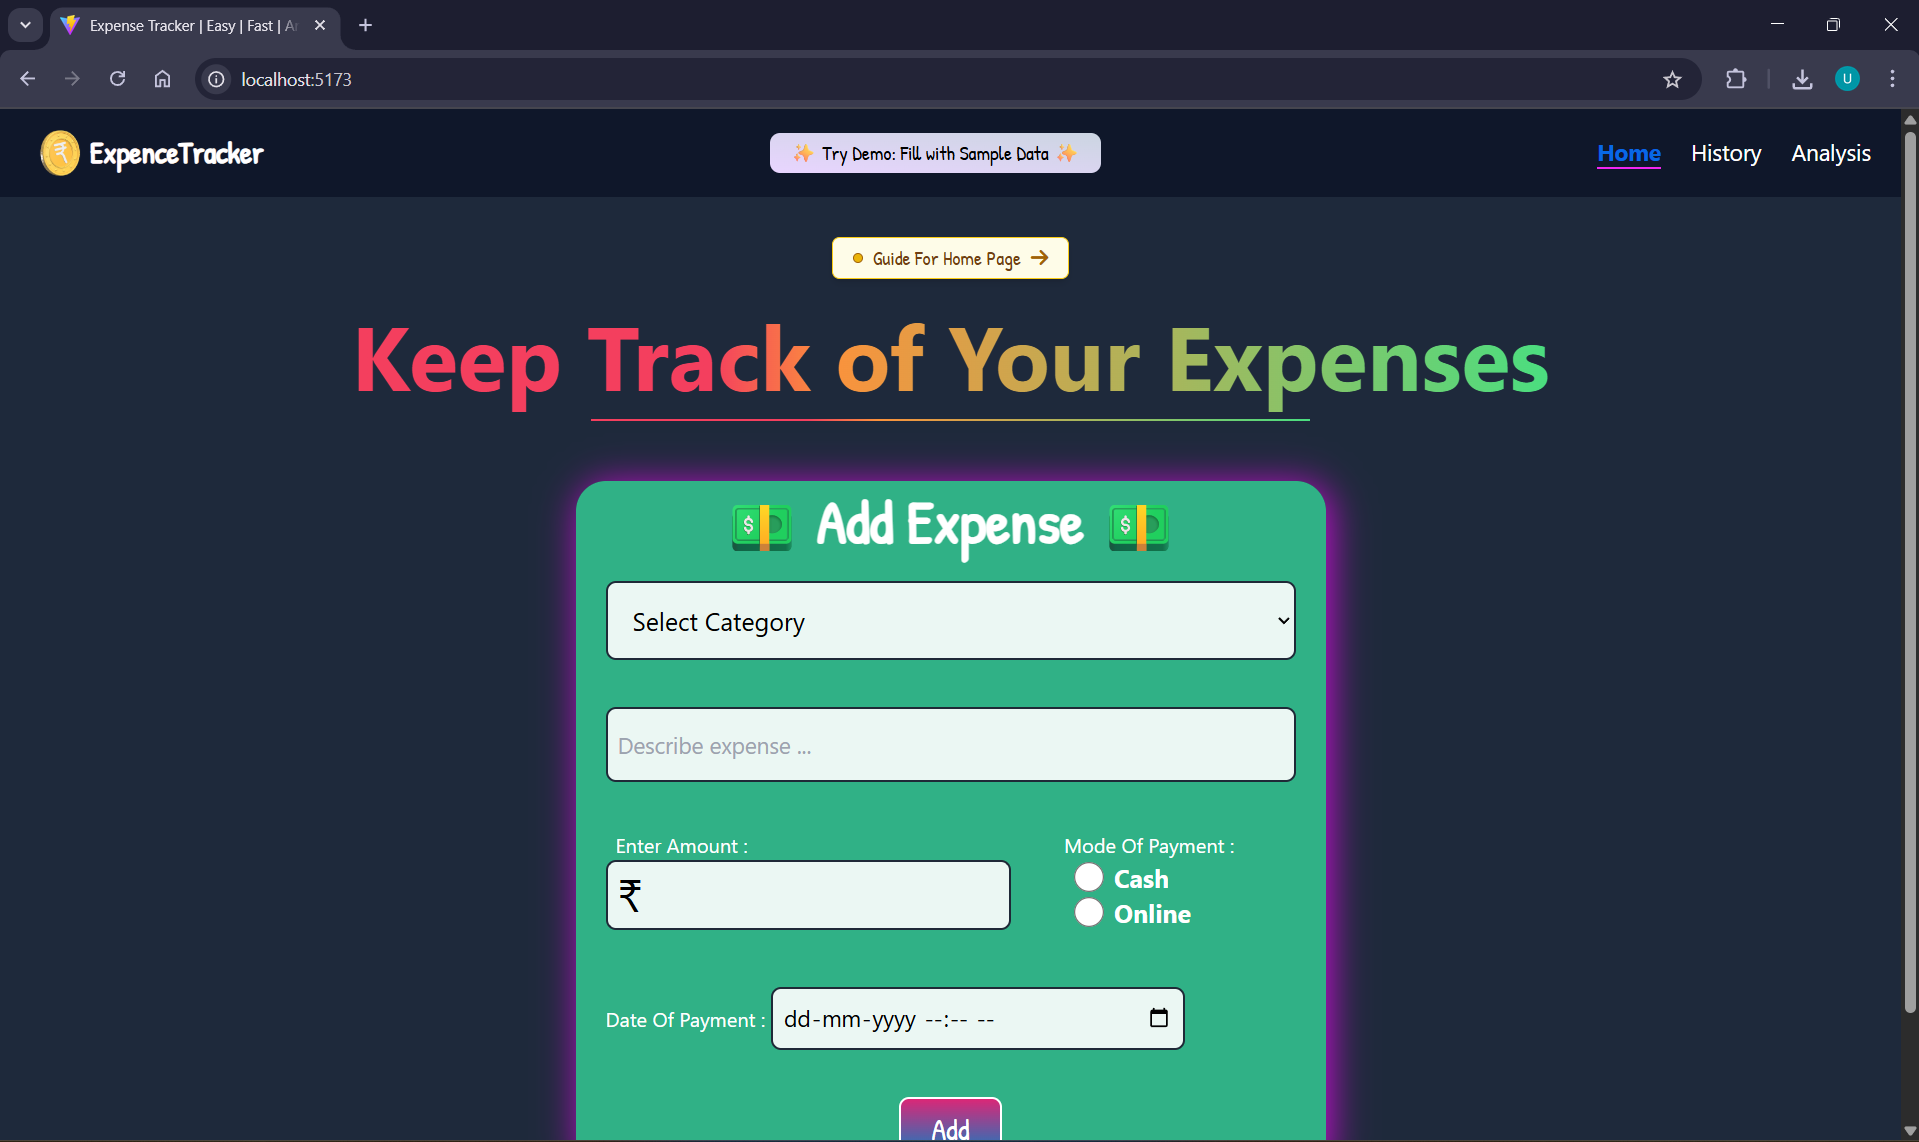 Expense Tracker | Easy | Fast |
localhost:5173
U
ExpenceTracker
✨ Try Demo: Fill with Sample Data ✨
Home
History
Analysis
Guide For Home Page →
Keep Track of Your Expenses
💵 Add Expense 💵
Select Category
Describe expense ...
Enter Amount :
₹
Mode Of Payment :
Cash
Online
Date Of Payment :
dd-mm-yyyy --:-- --
Add